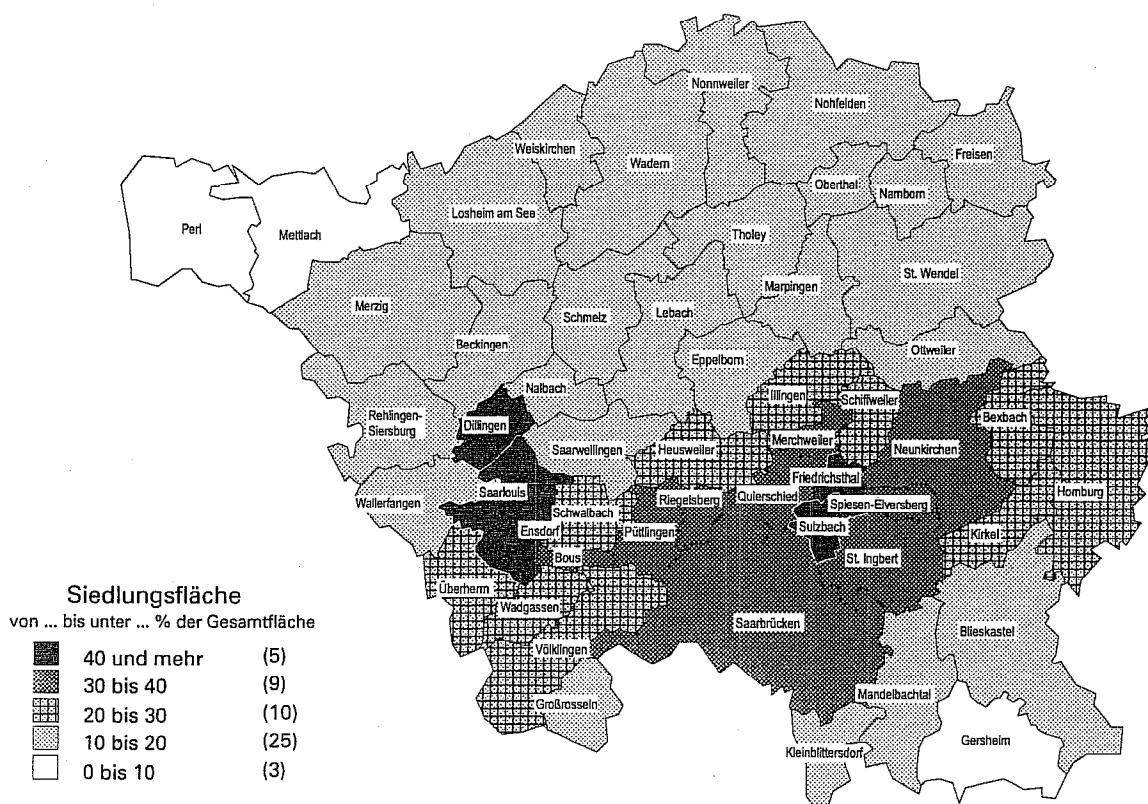 Nonnweiler
Nohfelden
Weiskirchen
Wadern
Freisen
Oberthal
Namborn
Losheim am See
Perl
Mettlach
Tholey
St. Wendel
Marpingen
Merzig
Schmelz
Lebach
Beckingen
Ottweiler
Eppelborn
Nalbach
Illingen
Schiffweiler
Rehlingen-
Siersburg
Dillingen
Bexbach
Merchweiler
Saarwellingen
Heusweiler
Neunkirchen
Friedrichsthal
Wallerfangen
Saarlouis
Riegelsberg
Quierschied
Homburg
Spiesen-Elversberg
Schwalbach
Ensdorf
Püttlingen
Sulzbach
Kirkel
Bous
St. Ingbert
Überherrn
Wadgassen
Saarbrücken
Blieskastel
Völklingen
Mandelbachtal
Großrosseln
Gersheim
Kleinblittersdorf
Siedlungsfläche
von ... bis unter ... % der Gesamtfläche
40 und mehr (5)
30 bis 40 (9)
20 bis 30 (10)
10 bis 20 (25)
0 bis 10 (3)